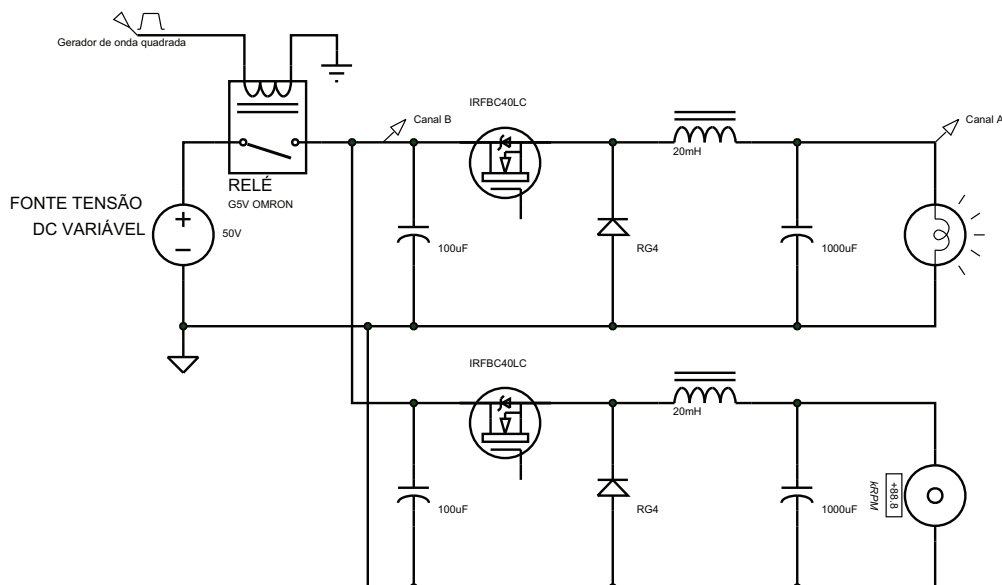 Gerador de onda quadrada
IRFBC40LC
Canal B
Canal A
20mH
RELÉ
G5V OMRON
FONTE TENSÃO
DC VARIÁVEL
50V
100uF
RG4
1000uF
IRFBC40LC
20mH
100uF
RG4
1000uF
+88.8
kRPM